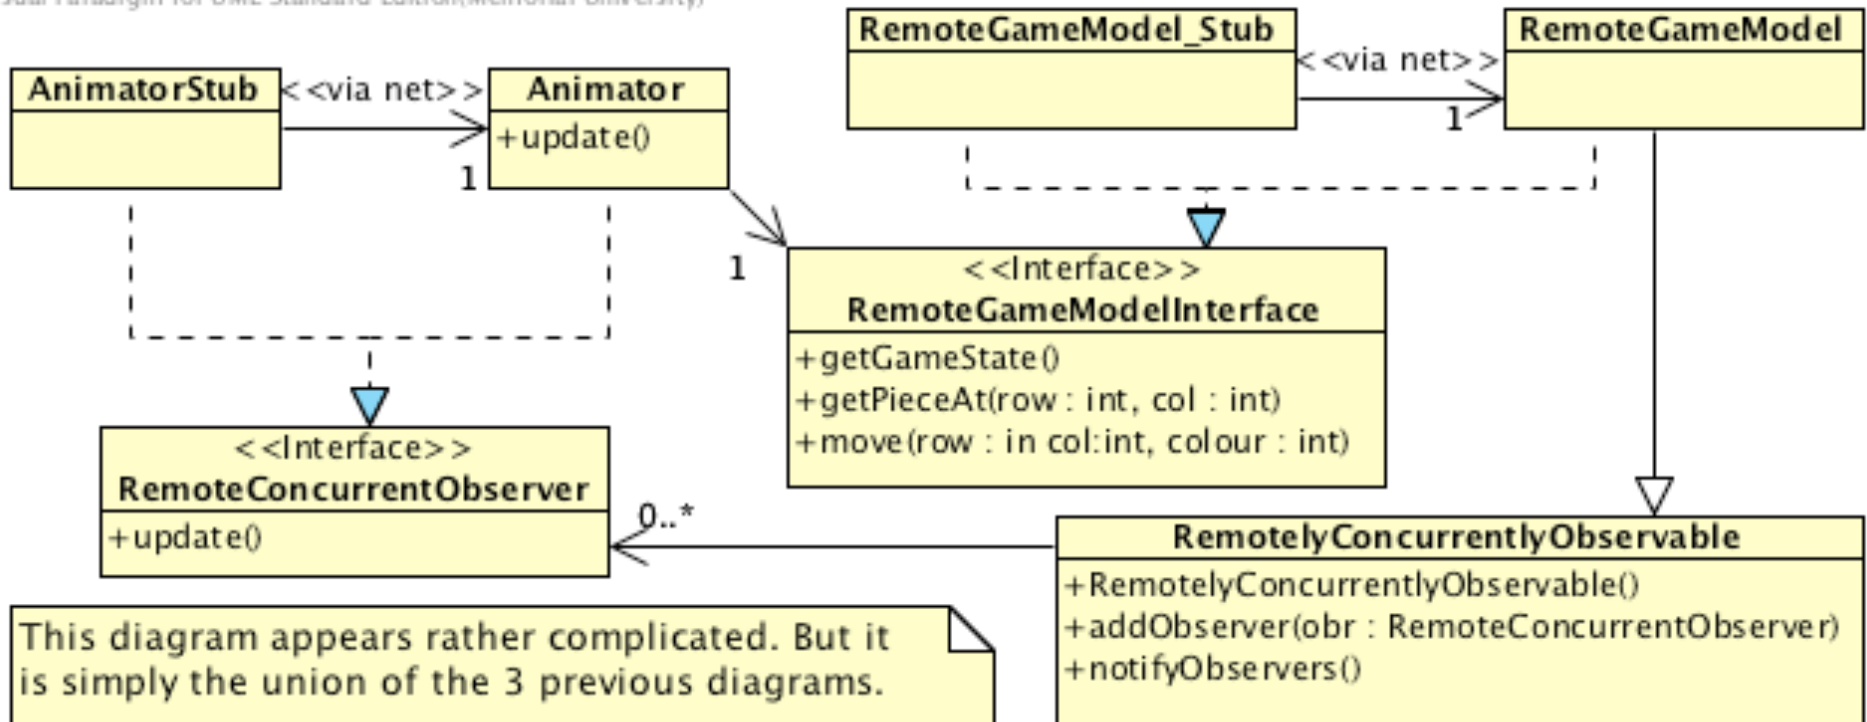 RemoteGameModel_Stub
<<via net>>
1
RemoteGameModel
AnimatorStub
<<via net>>
1
Animator
+update()
1
<<Interface>>
RemoteGameModelInterface
+getGameState()
+getPieceAt(row : int, col : int)
+move(row : in col:int, colour : int)
<<Interface>>
RemoteConcurrentObserver
+update()
0..*
RemotelyConcurrentlyObservable
+RemotelyConcurrentlyObservable()
+addObserver(obr : RemoteConcurrentObserver)
+notifyObservers()
This diagram appears rather complicated. But it
is simply the union of the 3 previous diagrams.